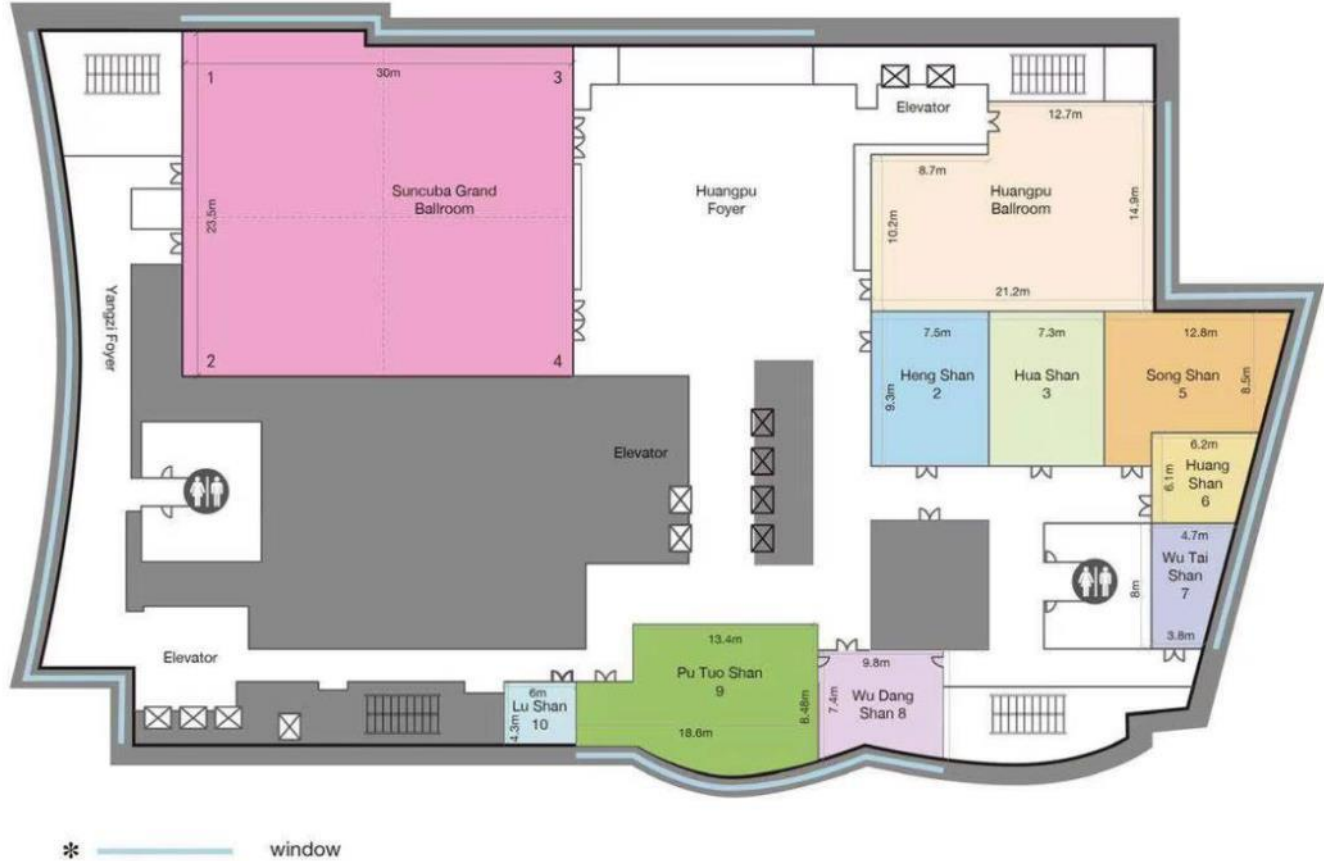 1
30m
3
Suncuba Grand
Ballroom
23.5m
2
4
Yangzi Foyer
Huangpu
Foyer
Elevator
12.7m
8.7m
Huangpu
Ballroom
14.9m
10.2m
21.2m
7.5m
Heng Shan
2
9.3m
7.3m
Hua Shan
3
12.8m
Song Shan
5
8.5m
6.2m
Huang
Shan
6
6.1m
4.7m
Wu Tai
Shan
7
8m
3.8m
Elevator
Elevator
13.4m
Pu Tuo Shan
9
8.48m
18.6m
9.8m
Wu Dang
Shan 8
7.4m
6m
Lu Shan
10
4.3m
* window